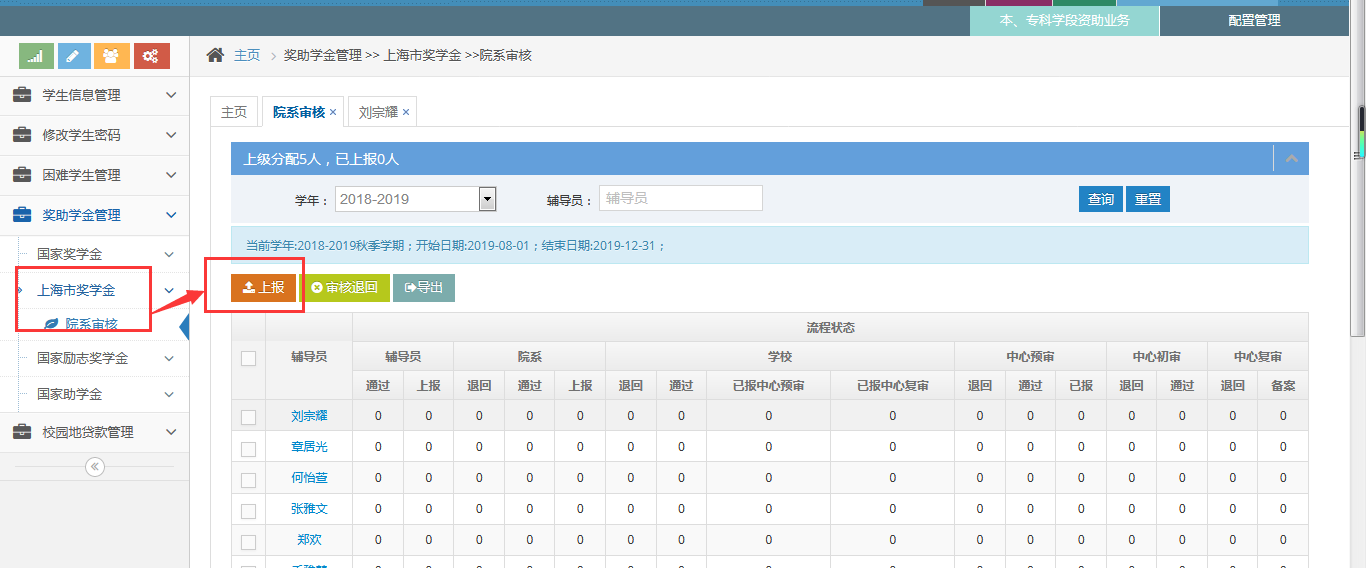 本、专科学段资助业务 配置管理
主页 奖助学金管理 >> 上海市奖学金 >>院系审核
学生信息管理
修改学生密码
困难学生管理
奖助学金管理
国家奖学金
上海市奖学金
院系审核
国家励志奖学金
国家助学金
校园地贷款管理
主页 院系审核 × 刘宗耀 ×
上级分配5人，已上报0人
学年： 2018-2019 辅导员： 辅导员 查询 重置
当前学年:2018-2019秋季学期；开始日期:2019-08-01；结束日期:2019-12-31；
上报 审核退回 导出
流程状态
辅导员 辅导员 院系 学校 中心预审 中心初审 中心复审
通过 上报 退回 通过 上报 退回 通过 已报中心预审 已报中心复审 退回 通过 已报 退回 通过 退回 备案
刘宗耀 0 0 0 0 0 0 0 0 0 0 0 0 0 0 0 0
章居光 0 0 0 0 0 0 0 0 0 0 0 0 0 0 0 0
何怡萱 0 0 0 0 0 0 0 0 0 0 0 0 0 0 0 0
张雅文 0 0 0 0 0 0 0 0 0 0 0 0 0 0 0 0
郑欢 0 0 0 0 0 0 0 0 0 0 0 0 0 0 0 0